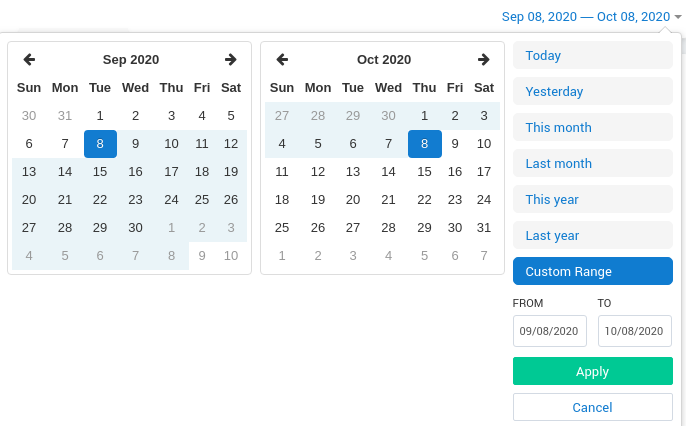 Sep 08, 2020 — Oct 08, 2020
Sep 2020
Sun Mon Tue Wed Thu Fri Sat
30 31 1 2 3 4 5
6 7 8 9 10 11 12
13 14 15 16 17 18 19
20 21 22 23 24 25 26
27 28 29 30 1 2 3
4 5 6 7 8 9 10
Oct 2020
Sun Mon Tue Wed Thu Fri Sat
27 28 29 30 1 2 3
4 5 6 7 8 9 10
11 12 13 14 15 16 17
18 19 20 21 22 23 24
25 26 27 28 29 30 31
1 2 3 4 5 6 7
Today
Yesterday
This month
Last month
This year
Last year
Custom Range
FROM TO
09/08/2020 10/08/2020
Apply
Cancel